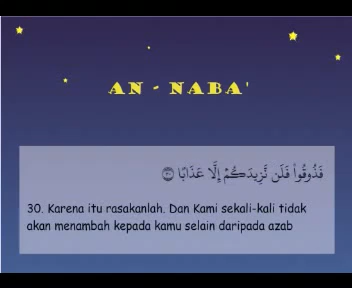 AN - NABA'
فَذُوقُوا۟ فَلَن نَّزِيدَكُمْ إِلَّا عَذَابًا ۝٣٠
30. Karena itu rasakanlah. Dan Kami sekali-kali tidak
akan menambah kepada kamu selain daripada azab